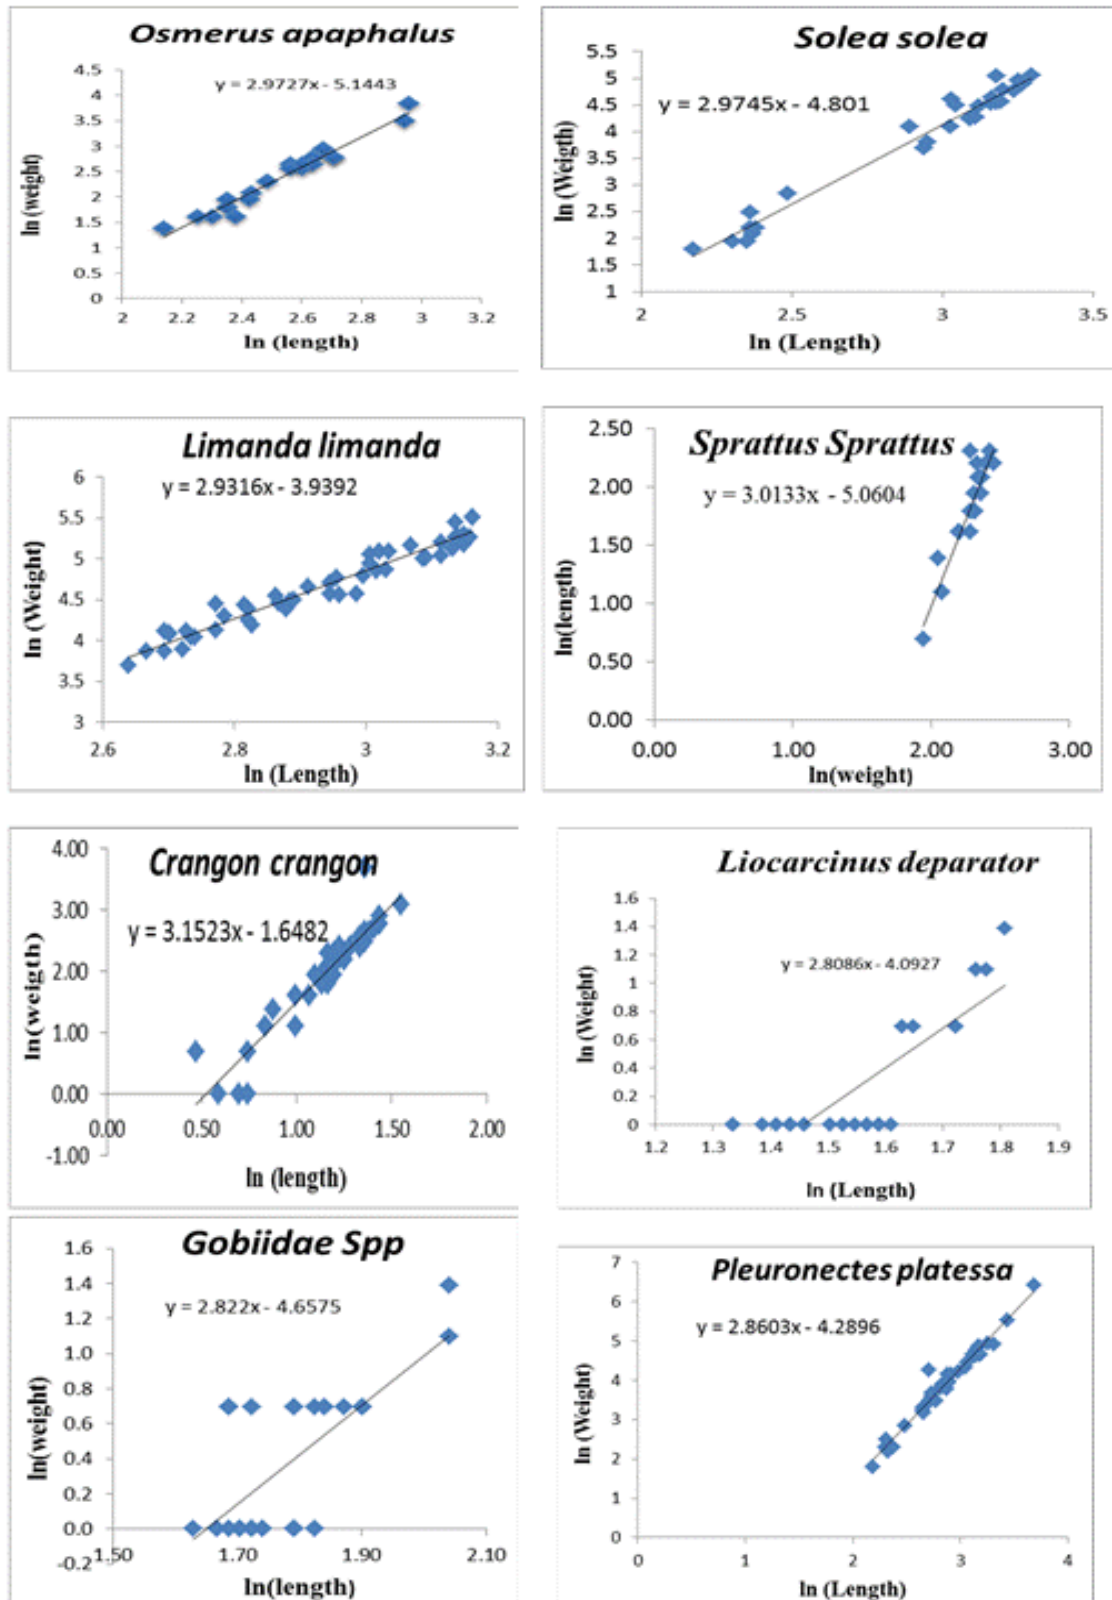 Osmerus apaphalus
y = 2.9727x - 5.1443
ln (weight)
4.5
4
3.5
3
2.5
2
1.5
1
0.5
0
2 2.2 2.4 2.6 2.8 3 3.2
ln (length)
Solea solea
y = 2.9745x - 4.801
ln (Weigth)
5.5
5
4.5
4
3.5
3
2.5
2
1.5
1
2 2.5 3 3.5
ln (Length)
Limanda limanda
y = 2.9316x - 3.9392
ln (Weight)
6
5.5
5
4.5
4
3.5
3
2.6 2.8 3 3.2
ln (Length)
Sprattus Sprattus
y = 3.0133x - 5.0604
ln(length)
2.50
2.00
1.50
1.00
0.50
0.00
0.00 1.00 2.00 3.00
ln(weight)
Crangon crangon
y = 3.1523x - 1.6482
ln(weigth)
4.00
3.00
2.00
1.00
0.00
-1.00
0.00 0.50 1.00 1.50 2.00
ln (length)
Liocarcinus deparator
y = 2.8086x - 4.0927
ln (Weight)
1.6
1.4
1.2
1
0.8
0.6
0.4
0.2
0
1.2 1.3 1.4 1.5 1.6 1.7 1.8 1.9
ln (Length)
Gobiidae Spp
y = 2.822x - 4.6575
ln(weight)
1.6
1.4
1.2
1.0
0.8
0.6
0.4
0.2
0.0
-0.2
1.50 1.70 1.90 2.10
ln(length)
Pleuronectes platessa
y = 2.8603x - 4.2896
ln (Weight)
7
6
5
4
3
2
1
0
0 1 2 3 4
ln (Length)